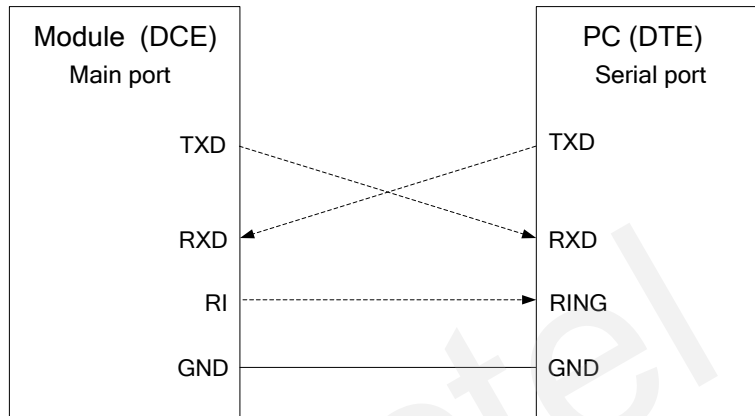 Module (DCE)
Main port
TXD
RXD
RI
GND
PC (DTE)
Serial port
TXD
RXD
RING
GND